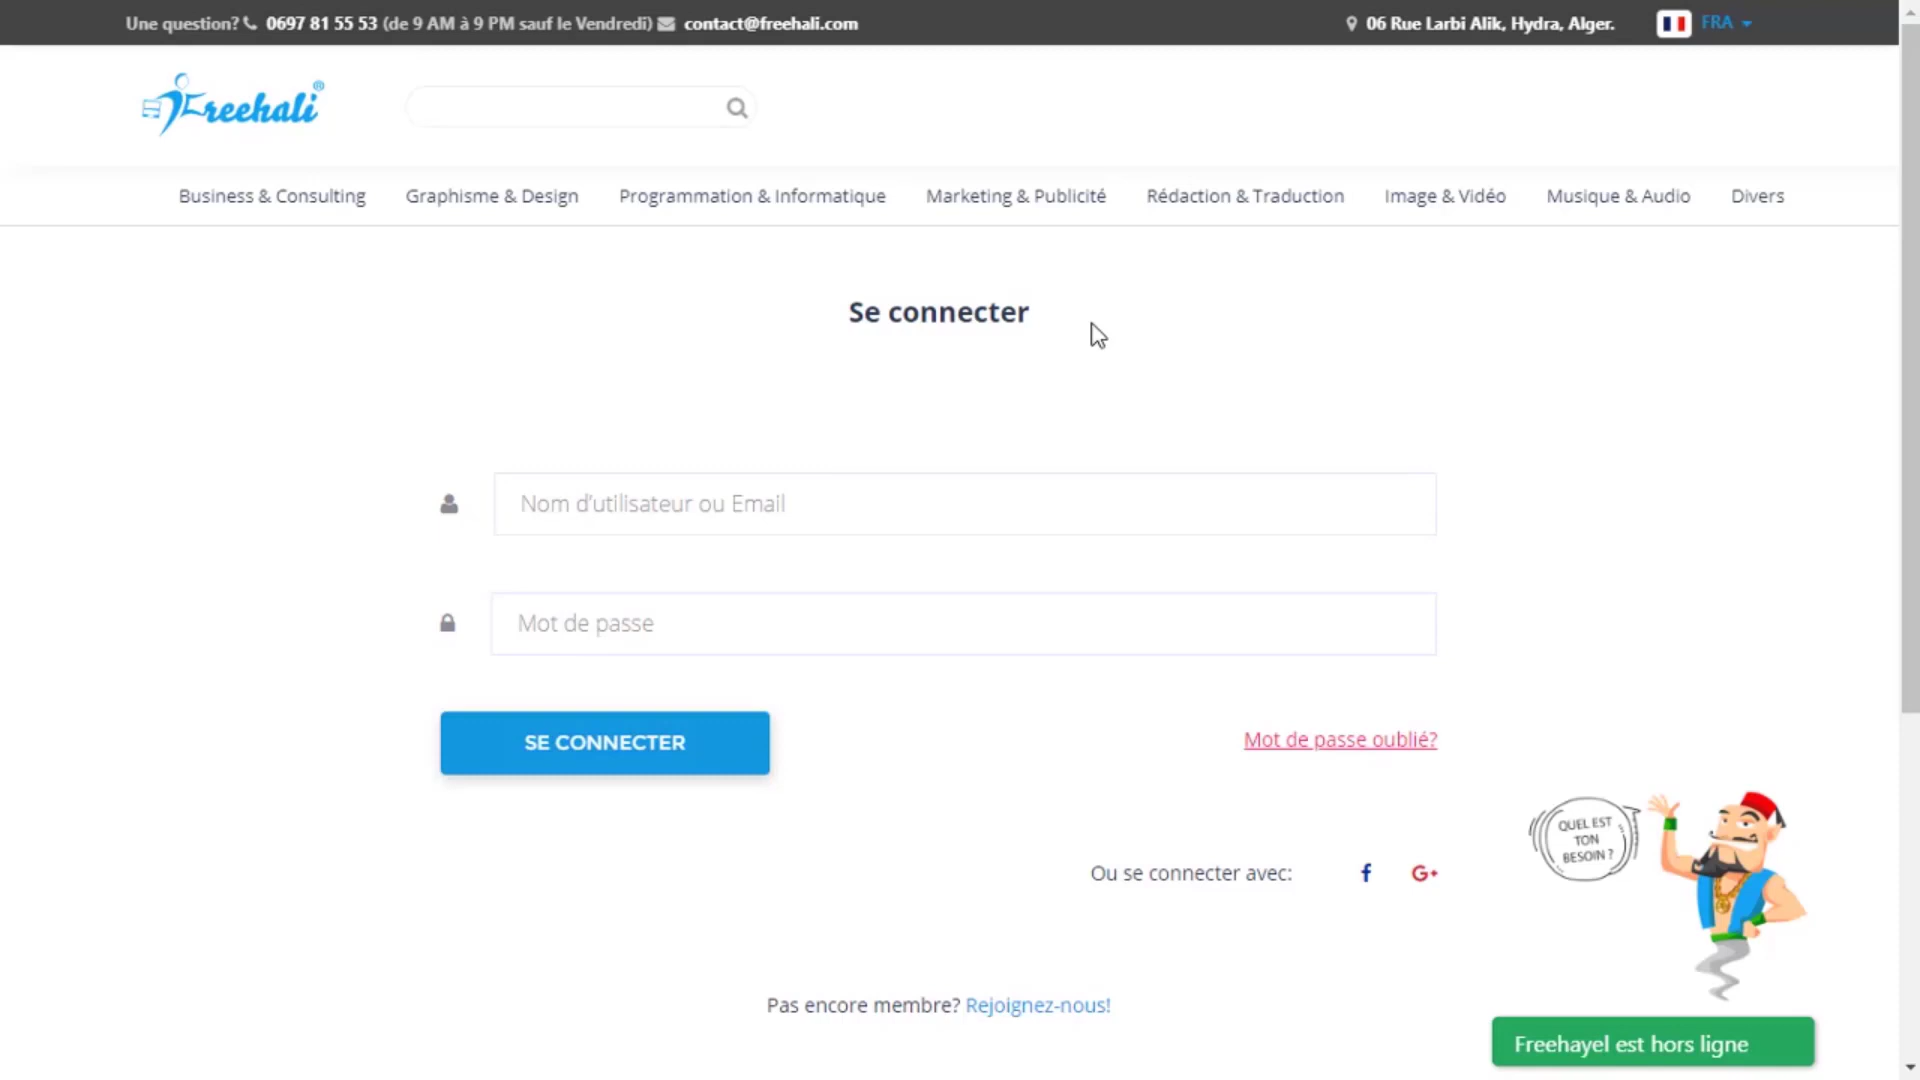 Une question? 0697 81 55 53 (de 9 AM à 9 PM sauf le Vendredi) contact@freehali.com 06 Rue Larbi Alik, Hydra, Alger. FRA
Freehali®
Business & Consulting Graphisme & Design Programmation & Informatique Marketing & Publicité Rédaction & Traduction Image & Vidéo Musique & Audio Divers
Se connecter
Nom d'utilisateur ou Email
Mot de passe
SE CONNECTER
Mot de passe oublié?
QUEL EST
TON
BESOIN ?
Ou se connecter avec: f G+
Pas encore membre? Rejoignez-nous!
Freehayel est hors ligne